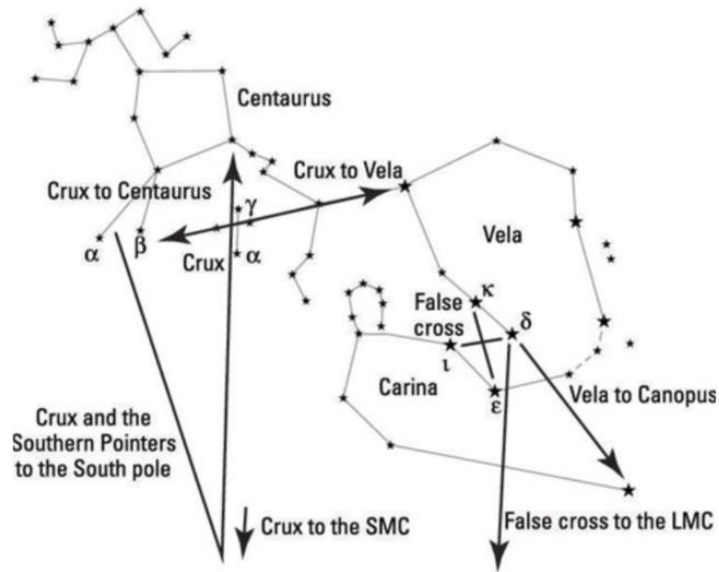 Centaurus
Crux to Centaurus
Crux to Vela
γ
α
β
Crux
α
Vela
κ
False
cross
δ
ι
Carina
ε
Vela to Canopus
Crux and the
Southern Pointers
to the South pole
Crux to the SMC
False cross to the LMC